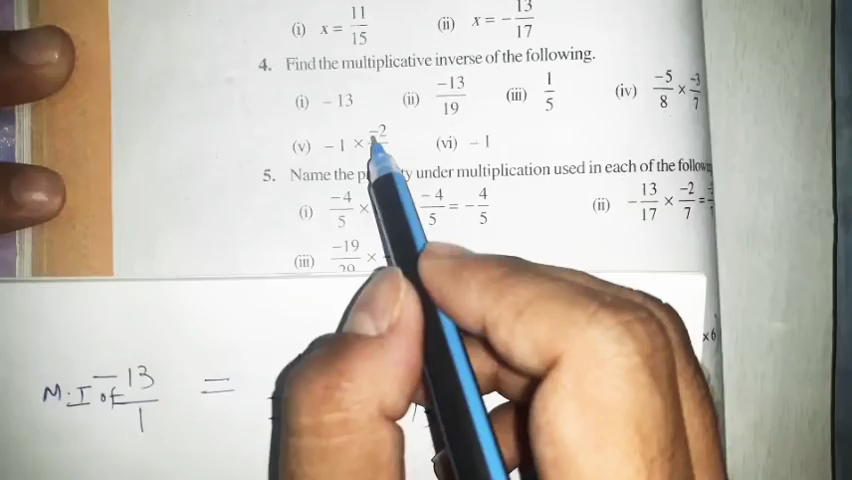 (i) x = 11/15 (ii) x = - 13/17
4. Find the multiplicative inverse of the following.
(i) - 13 (ii) -13/19 (iii) 1/5 (iv) -5/8 × -3/7
(v) - 1 × -2 (vi) - 1
5. Name the under multiplication used in each of the
(i) -4/5 × -4/5 = - 4/5 (ii) - 13/17 × -2/7 =
(iii) -19/29 ×
×6
M.I of -13/1 =